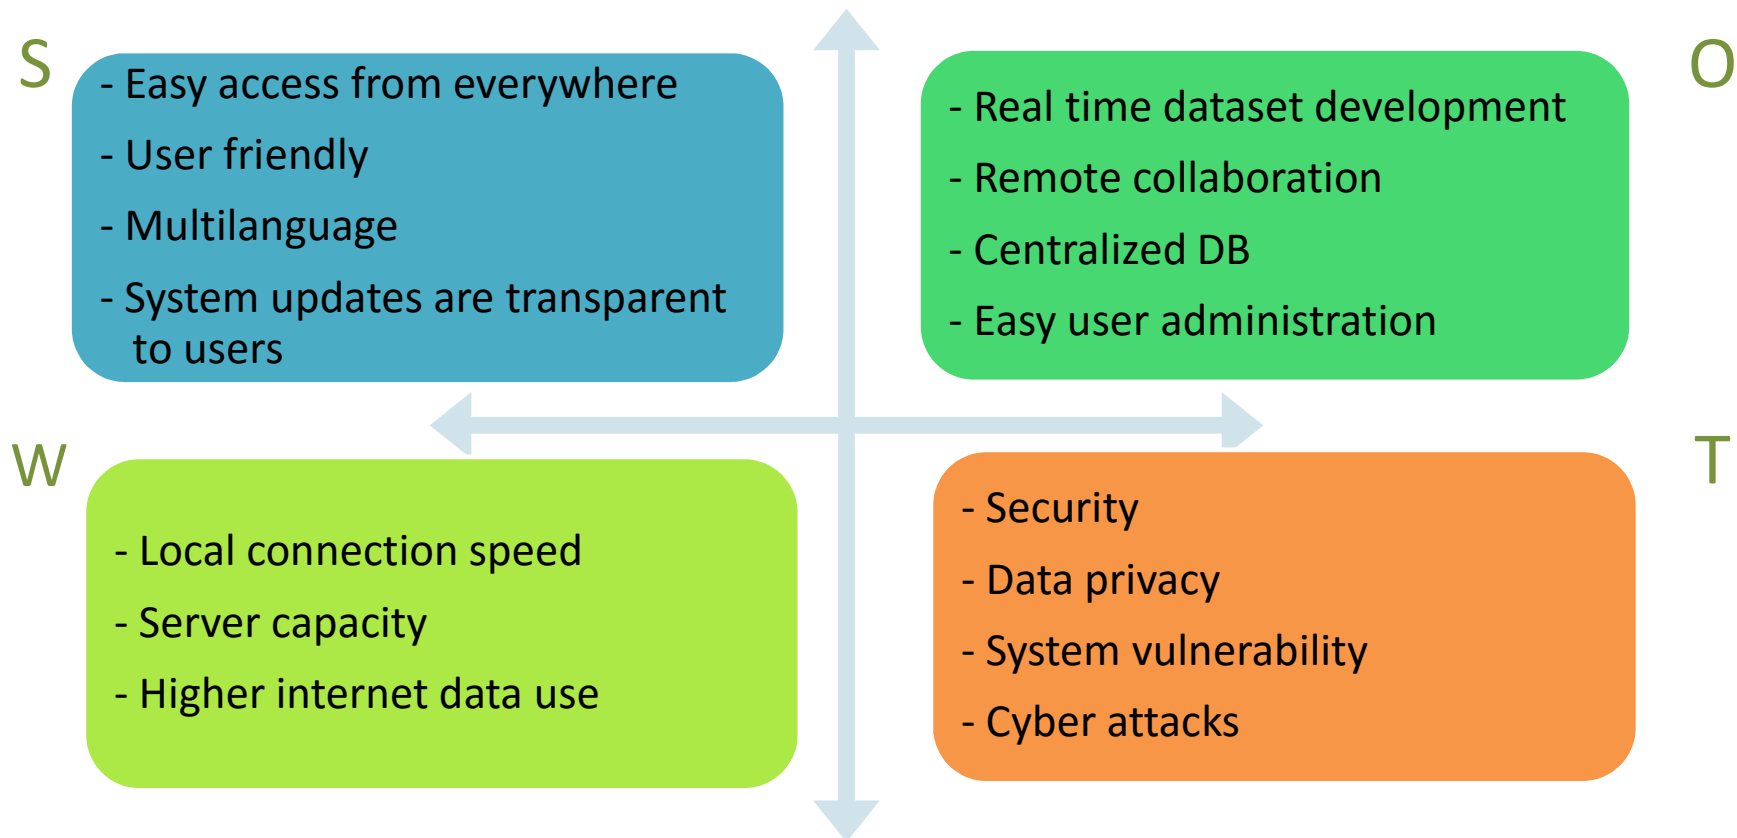 S
- Easy access from everywhere
- User friendly
- Multilanguage
- System updates are transparent
to users
O
- Real time dataset development
- Remote collaboration
- Centralized DB
- Easy user administration
W
- Local connection speed
- Server capacity
- Higher internet data use
T
- Security
- Data privacy
- System vulnerability
- Cyber attacks